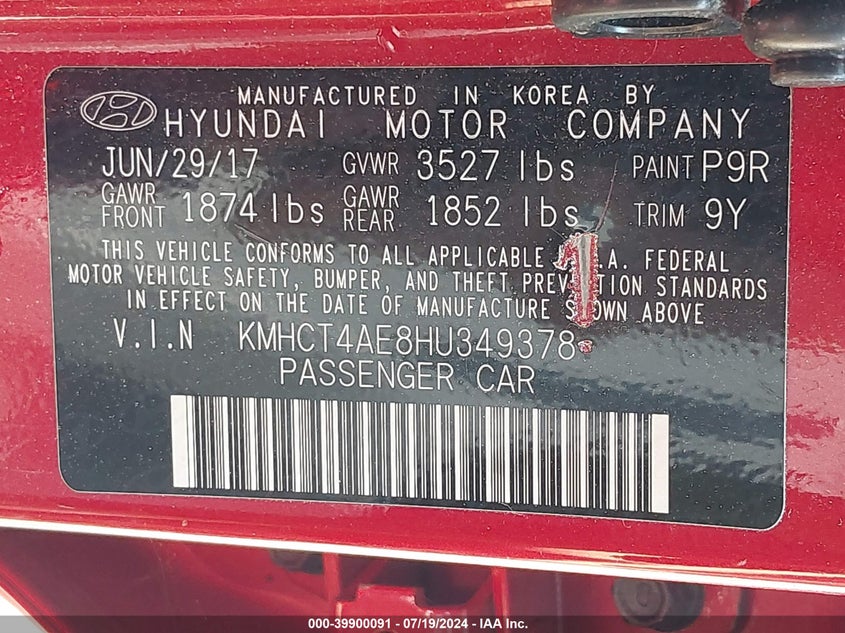 MANUFACTURED IN KOREA BY
HYUNDAI MOTOR COMPANY
JUN/29/17 GVWR 3527 lbs PAINT P9R
GAWR FRONT 1874 lbs GAWR REAR 1852 lbs TRIM 9Y
THIS VEHICLE CONFORMS TO ALL APPLICABLE .A. FEDERAL
MOTOR VEHICLE SAFETY, BUMPER, AND THEFT STANDARDS
IN EFFECT ON THE DATE OF MANUFACTURE ABOVE
V.I.N KMHCT4AE8HU349378
PASSENGER CAR
000-39900091 - 07/19/2024 - IAA Inc.